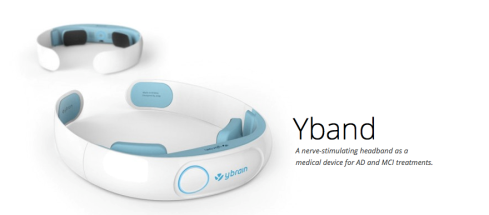 ybrain
Yband
A nerve-stimulating headband as a
medical device for AD and MCI treatments.